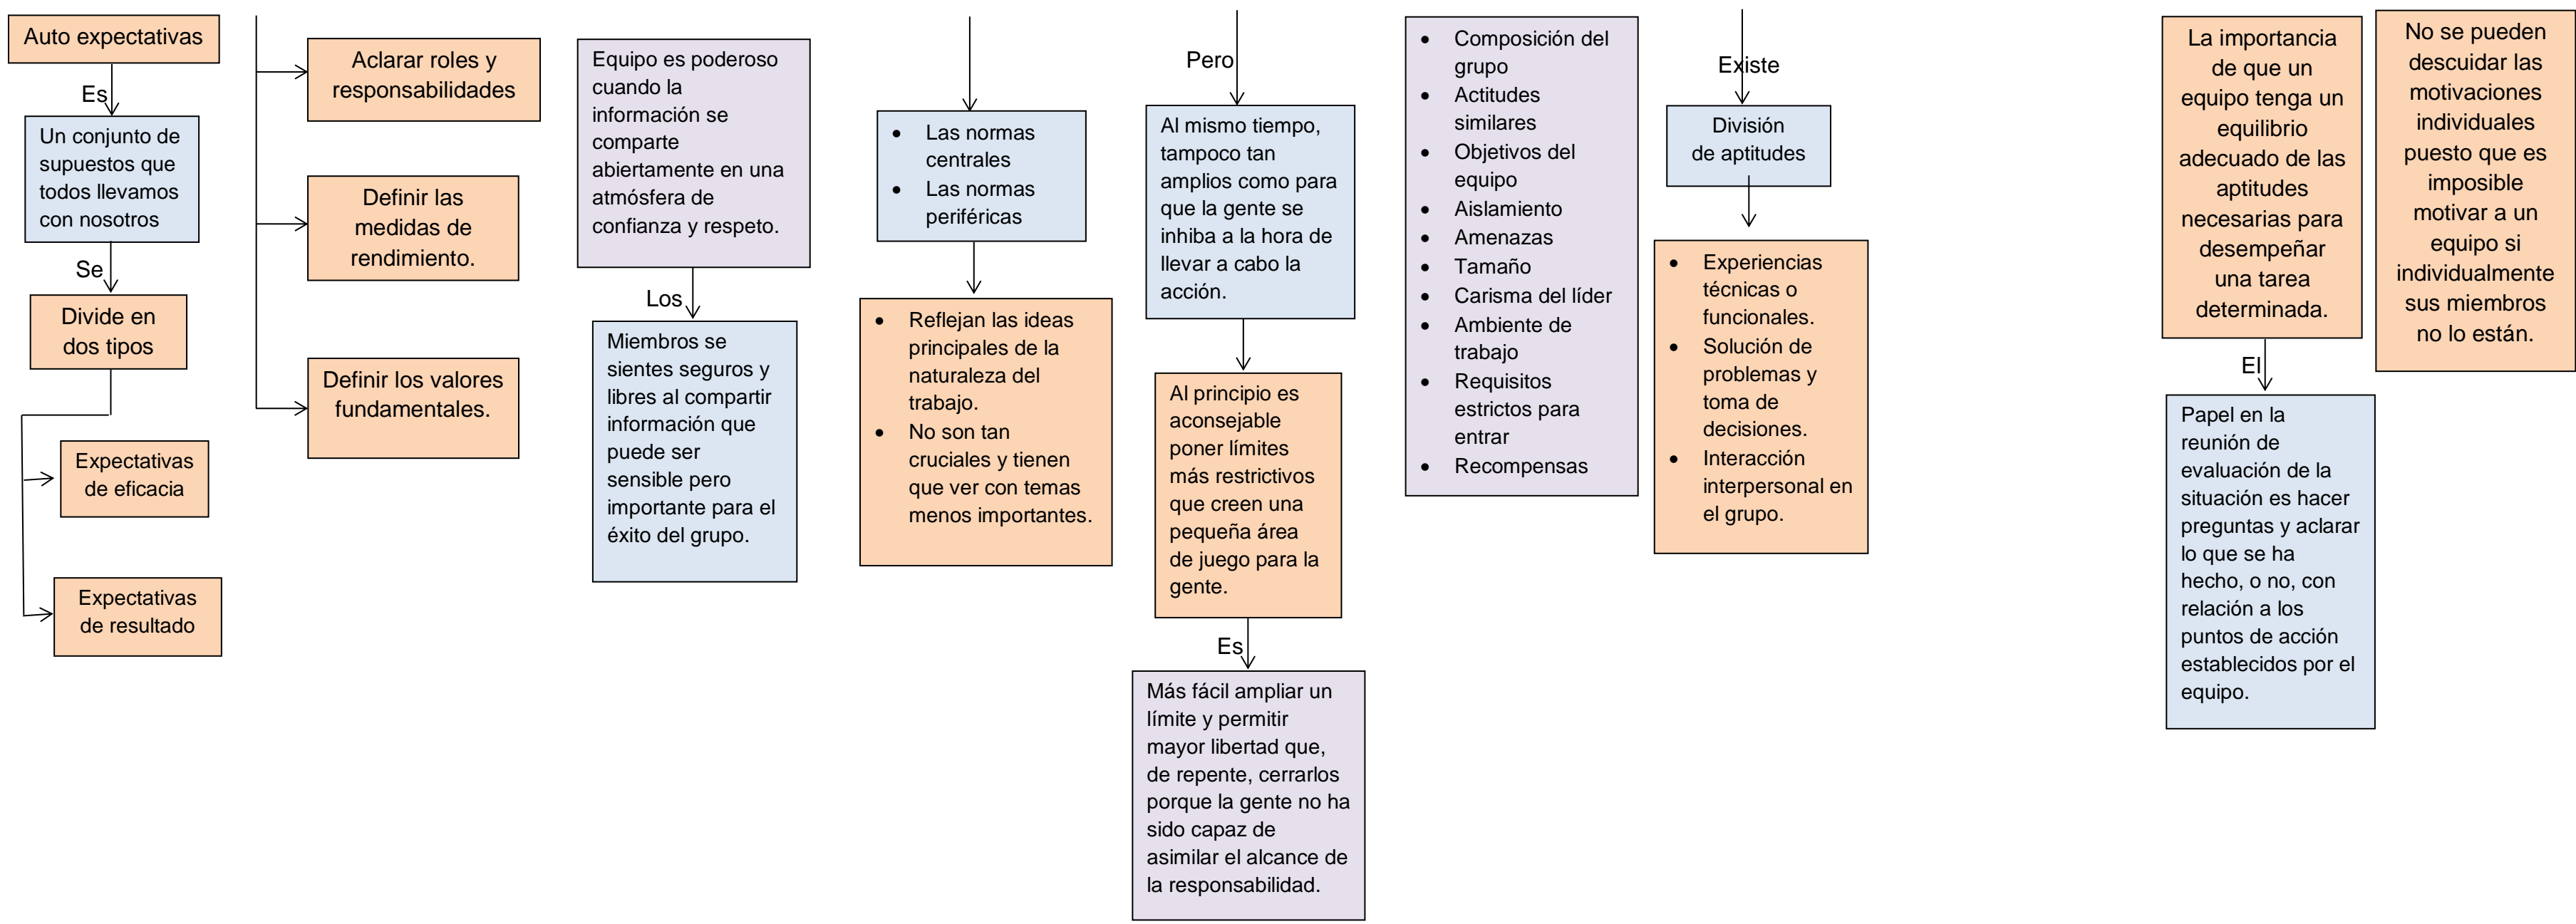 Auto expectativas
Es
Un conjunto de
supuestos que
todos llevamos
con nosotros
Se
Divide en
dos tipos
Expectativas
de eficacia
Expectativas
de resultado
Aclarar roles y
responsabilidades
Definir las
medidas de
rendimiento.
Definir los valores
fundamentales.
Equipo es poderoso
cuando la
información se
comparte
abiertamente en una
atmósfera de
confianza y respeto.
Los
Miembros se
sientes seguros y
libres al compartir
información que
puede ser
sensible pero
importante para el
éxito del grupo.
• Las normas
centrales
• Las normas
periféricas
• Reflejan las ideas
principales de la
naturaleza del
trabajo.
• No son tan
cruciales y tienen
que ver con temas
menos importantes.
Pero
Al mismo tiempo,
tampoco tan
amplios como para
que la gente se
inhiba a la hora de
llevar a cabo la
acción.
Al principio es
aconsejable
poner límites
más restrictivos
que creen una
pequeña área
de juego para la
gente.
Es
Más fácil ampliar un
límite y permitir
mayor libertad que,
de repente, cerrarlos
porque la gente no ha
sido capaz de
asimilar el alcance de
la responsabilidad.
• Composición del
grupo
• Actitudes
similares
• Objetivos del
equipo
• Aislamiento
• Amenazas
• Tamaño
• Carisma del líder
• Ambiente de
trabajo
• Requisitos
estrictos para
entrar
• Recompensas
Existe
División
de aptitudes
• Experiencias
técnicas o
funcionales.
• Solución de
problemas y
toma de
decisiones.
• Interacción
interpersonal en
el grupo.
La importancia
de que un
equipo tenga un
equilibrio
adecuado de las
aptitudes
necesarias para
desempeñar
una tarea
determinada.
El
Papel en la
reunión de
evaluación de la
situación es hacer
preguntas y aclarar
lo que se ha
hecho, o no, con
relación a los
puntos de acción
establecidos por el
equipo.
No se pueden
descuidar las
motivaciones
individuales
puesto que es
imposible
motivar a un
equipo si
individualmente
sus miembros
no lo están.